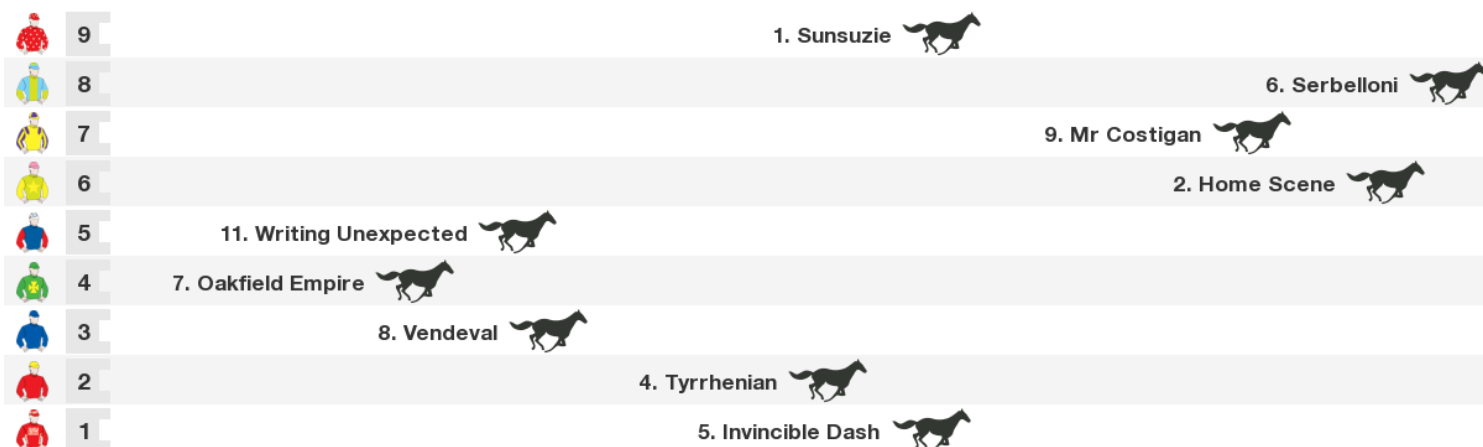 9 1. Sunsuzie
8 6. Serbelloni
7 9. Mr Costigan
6 2. Home Scene
5 11. Writing Unexpected
4 7. Oakfield Empire
3 8. Vendeval
2 4. Tyrrhenian
1 5. Invincible Dash